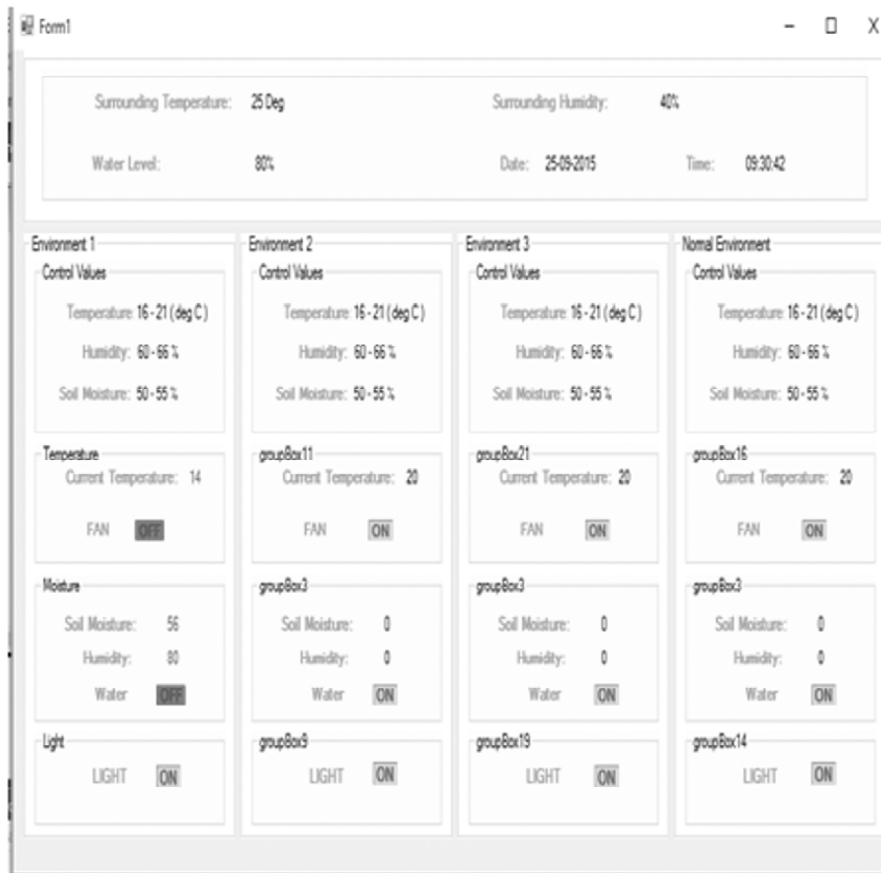 Form1
Surrounding Temperature: 25 Deg Surrounding Humidity: 40%
Water Level: 80% Date: 25-09-2015 Time: 09:30:42
Environment 1 Environment 2 Environment 3 Nomal Environment
Control Values Control Values Control Values Control Values
Temperature: 16 - 21 ( deg C ) Temperature: 16 - 21 ( deg C ) Temperature: 16 - 21 ( deg C ) Temperature: 16 - 21 ( deg C )
Humidity: 60 - 66 % Humidity: 60 - 66 % Humidity: 60 - 66 % Humidity: 60 - 66 %
Soil Moisture: 50 - 55 % Soil Moisture: 50 - 55 % Soil Moisture: 50 - 55 % Soil Moisture: 50 - 55 %
Temperature groupBox11 groupBox21 groupBox16
Current Temperature: 14 Current Temperature: 20 Current Temperature: 20 Current Temperature: 20
FAN OFF FAN ON FAN ON FAN ON
Moisture groupBox3 groupBox3 groupBox3
Soil Moisture: 56 Soil Moisture: 0 Soil Moisture: 0 Soil Moisture: 0
Humidity: 80 Humidity: 0 Humidity: 0 Humidity: 0
Water OFF Water ON Water ON Water ON
Light groupBox9 groupBox19 groupBox14
LIGHT ON LIGHT ON LIGHT ON LIGHT ON